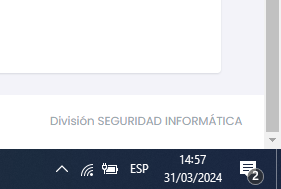 División SEGURIDAD INFORMÁTICA
14:57
ESP
31/03/2024
2